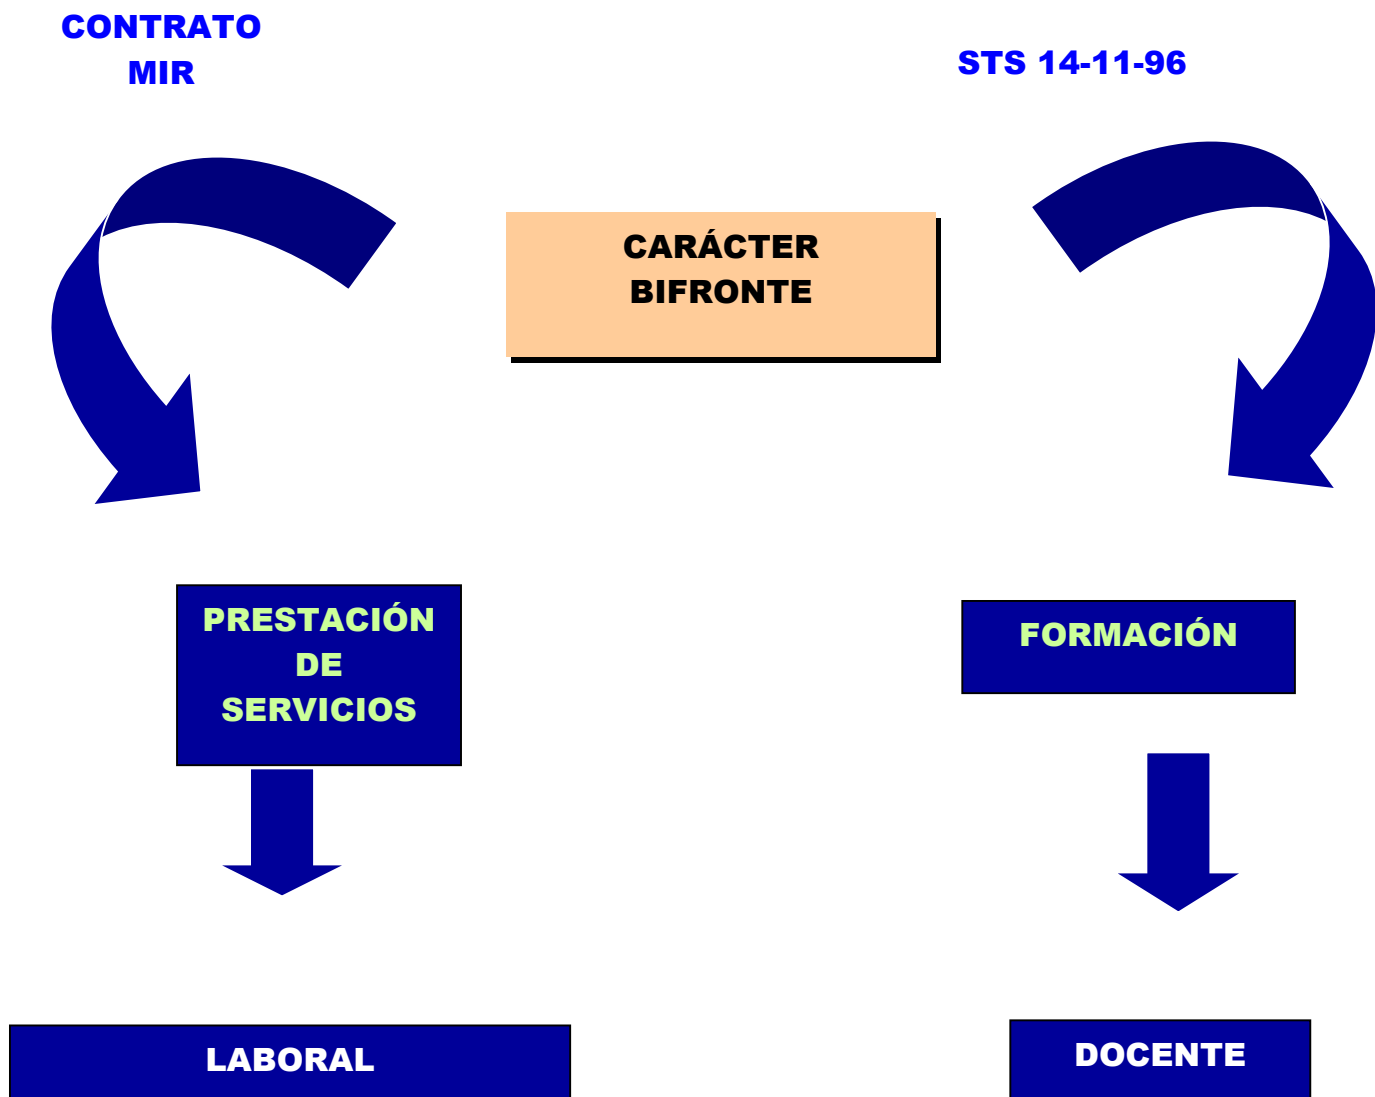 CONTRATO
MIR
STS 14-11-96
CARÁCTER
BIFRONTE
PRESTACIÓN
DE
SERVICIOS
FORMACIÓN
LABORAL
DOCENTE